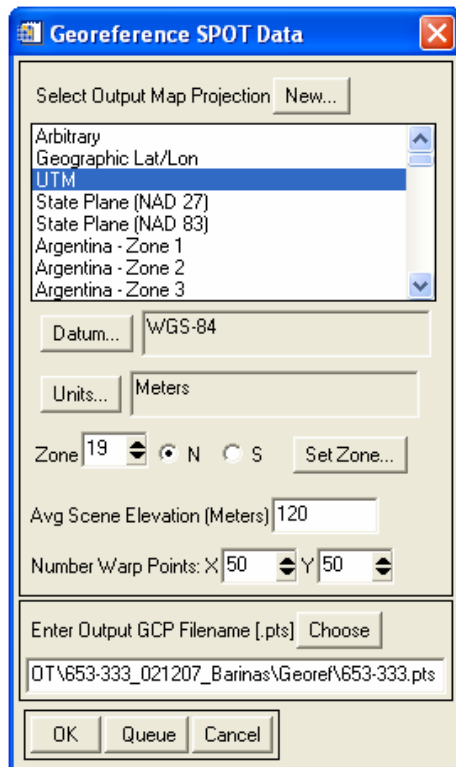 Georeference SPOT Data
Select Output Map Projection New...
Arbitrary
Geographic Lat/Lon
UTM
State Plane (NAD 27)
State Plane (NAD 83)
Argentina - Zone 1
Argentina - Zone 2
Argentina - Zone 3
Datum... WGS-84
Units... Meters
Zone 19 N S Set Zone...
Avg Scene Elevation (Meters) 120
Number Warp Points: X 50 Y 50
Enter Output GCP Filename [.pts] Choose
OT\653-333_021207_Barinas\Georef\653-333.pts
OK Queue Cancel